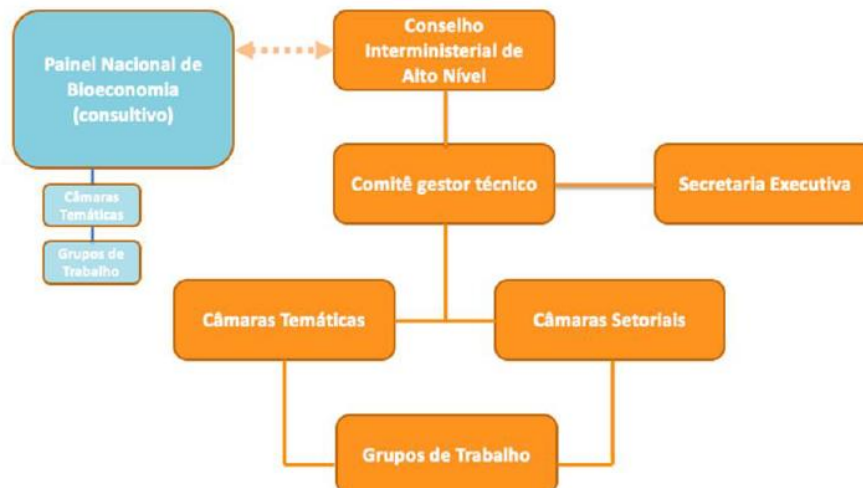 Painel Nacional de
Bioeconomia
(consultivo)
Câmaras
Temáticas
Grupos de
Trabalho
Conselho
Interministerial de
Alto Nível
Comitê gestor técnico
Secretaria Executiva
Câmaras Temáticas
Câmaras Setoriais
Grupos de Trabalho